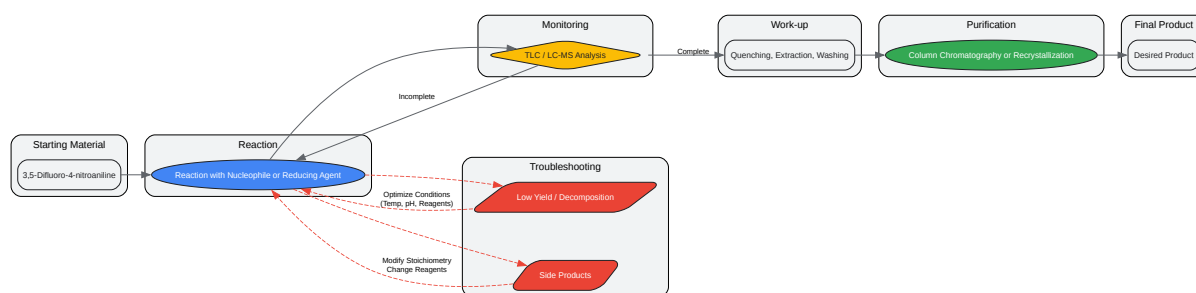 Monitoring
TLC / LC-MS Analysis
Complete
Work-up
Quenching, Extraction, Washing
Purification
Column Chromatography or Recrystallization
Final Product
Desired Product
Incomplete
Starting Material
3,5-Difluoro-4-nitroaniline
Reaction
Reaction with Nucleophile or Reducing Agent
Troubleshooting
Low Yield / Decomposition
Optimize Conditions
(Temp, pH, Reagents)
Modify Stoichiometry
Change Reagents
Side Products